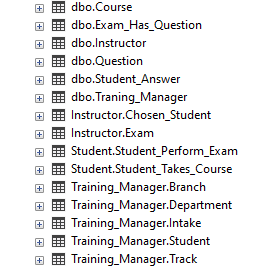 dbo.Course
dbo.Exam_Has_Question
dbo.Instructor
dbo.Question
dbo.Student_Answer
dbo.Traning_Manager
Instructor.Chosen_Student
Instructor.Exam
Student.Student_Perform_Exam
Student.Student_Takes_Course
Training_Manager.Branch
Training_Manager.Department
Training_Manager.Intake
Training_Manager.Student
Training_Manager.Track